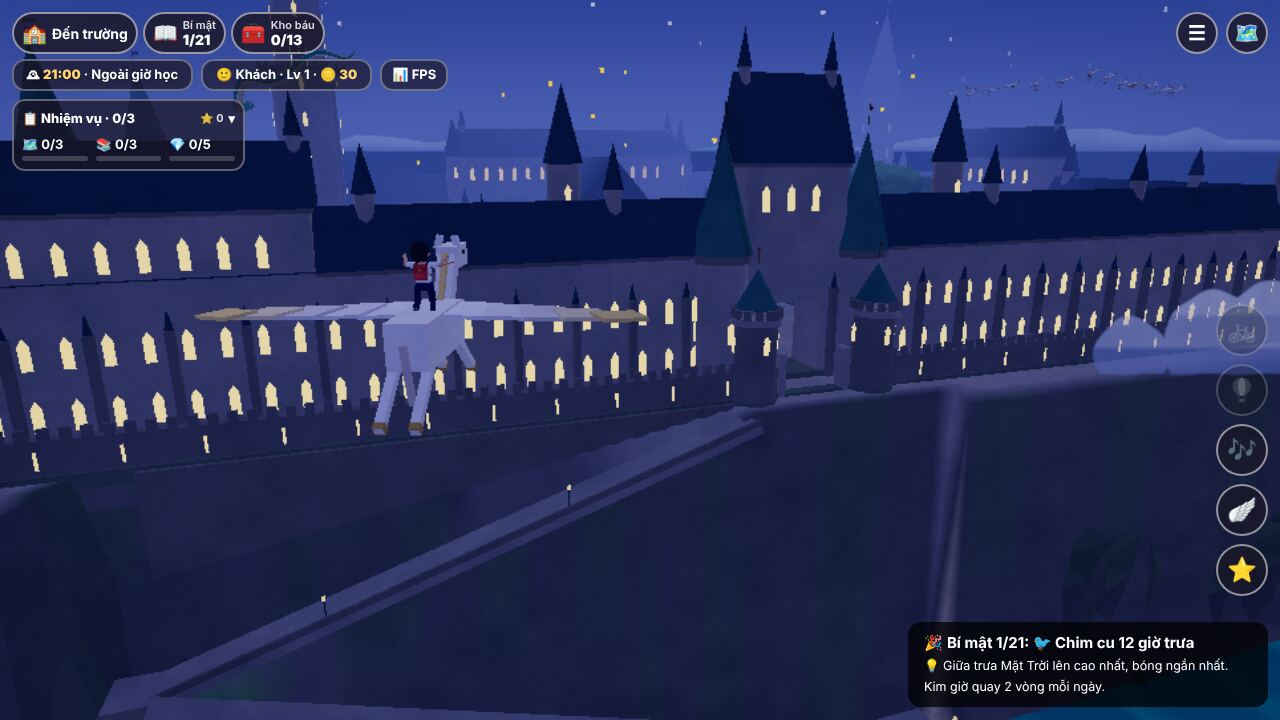 Đến trường
Bí mật
1/21
Kho báu
0/13
21:00 · Ngoài giờ học
Khách · Lv 1 · 30
FPS
Nhiệm vụ · 0/3
0 ▾
0/3
0/3
0/5
Bí mật 1/21: Chim cu 12 giờ trưa
Giữa trưa Mặt Trời lên cao nhất, bóng ngắn nhất.
Kim giờ quay 2 vòng mỗi ngày.